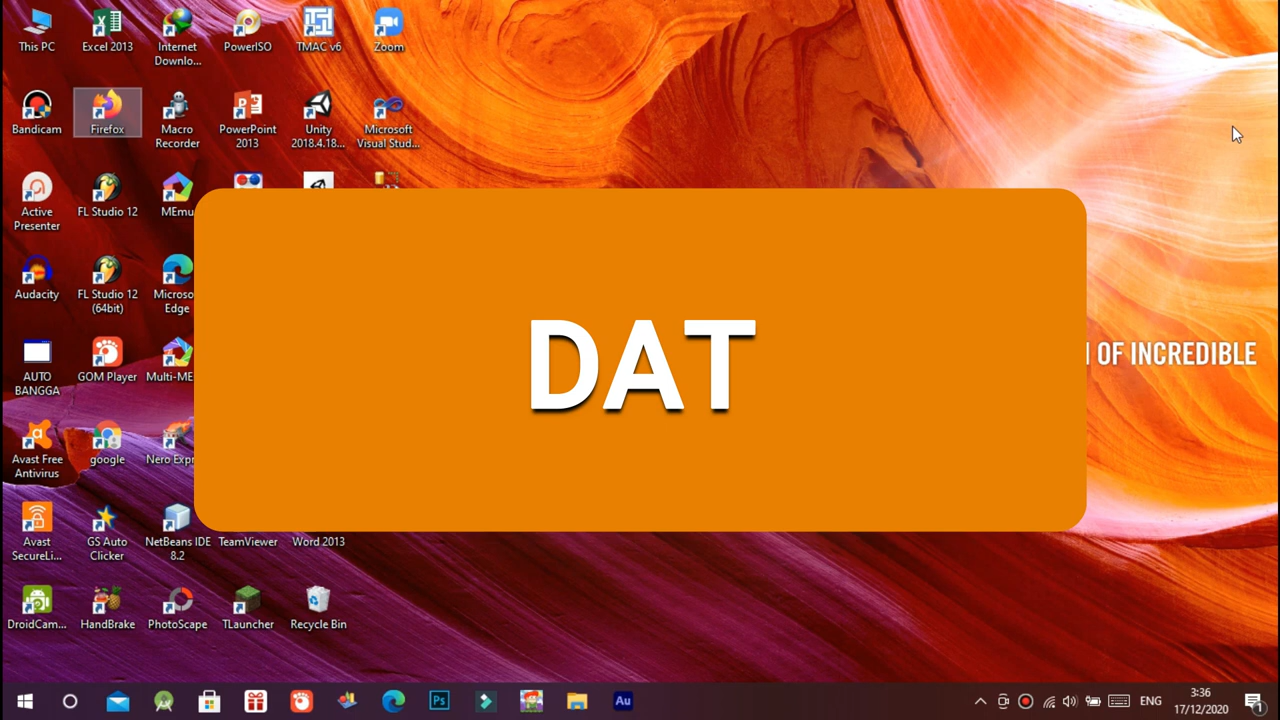 This PC
Excel 2013
Internet
Downlo...
PowerISO
TMAC v6
Zoom
Bandicam
Firefox
Macro
Recorder
PowerPoint
2013
Unity
2018.4.18...
Microsoft
Visual Stud...
Active
Presenter
FL Studio 12
MEmu
Audacity
FL Studio 12
(64bit)
Microso
Edge
AUTO
BANGGA
GOM Player
Multi-ME
DAT
OF INCREDIBLE
Avast Free
Antivirus
google
Nero Expr
Avast
SecureLi...
GS Auto
Clicker
NetBeans IDE
8.2
TeamViewer
Word 2013
DroidCam...
HandBrake
PhotoScape
TLauncher
Recycle Bin
Ps
Au
ENG
3:36
17/12/2020
1